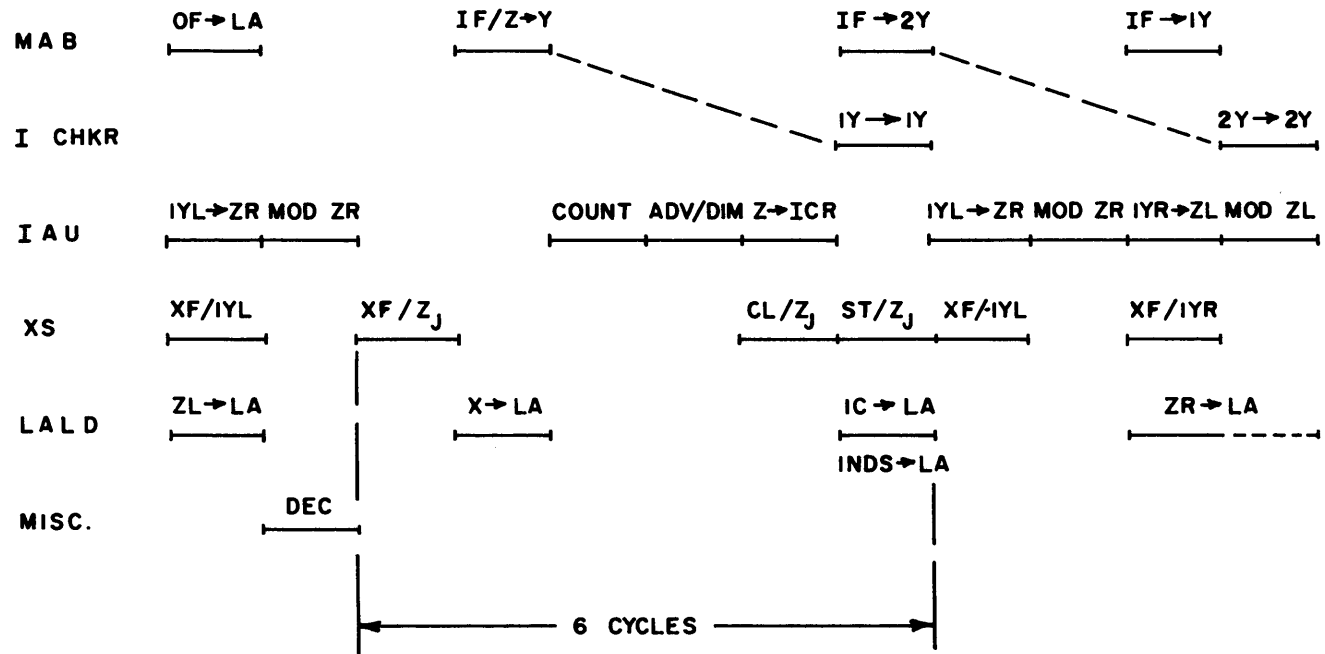 MAB OF→LA IF/Z→Y IF→2Y IF→1Y
I CHKR 1Y→1Y 2Y→2Y
IAU 1YL→ZR MOD ZR COUNT ADV/DIM Z→ICR 1YL→ZR MOD ZR 1YR→ZL MOD ZL
XS XF/1YL XF/ZJ CL/ZJ ST/ZJ XF/1YL XF/1YR
LALD ZL→LA X→LA IC→LA ZR→LA
INDS→LA
MISC. DEC
6 CYCLES